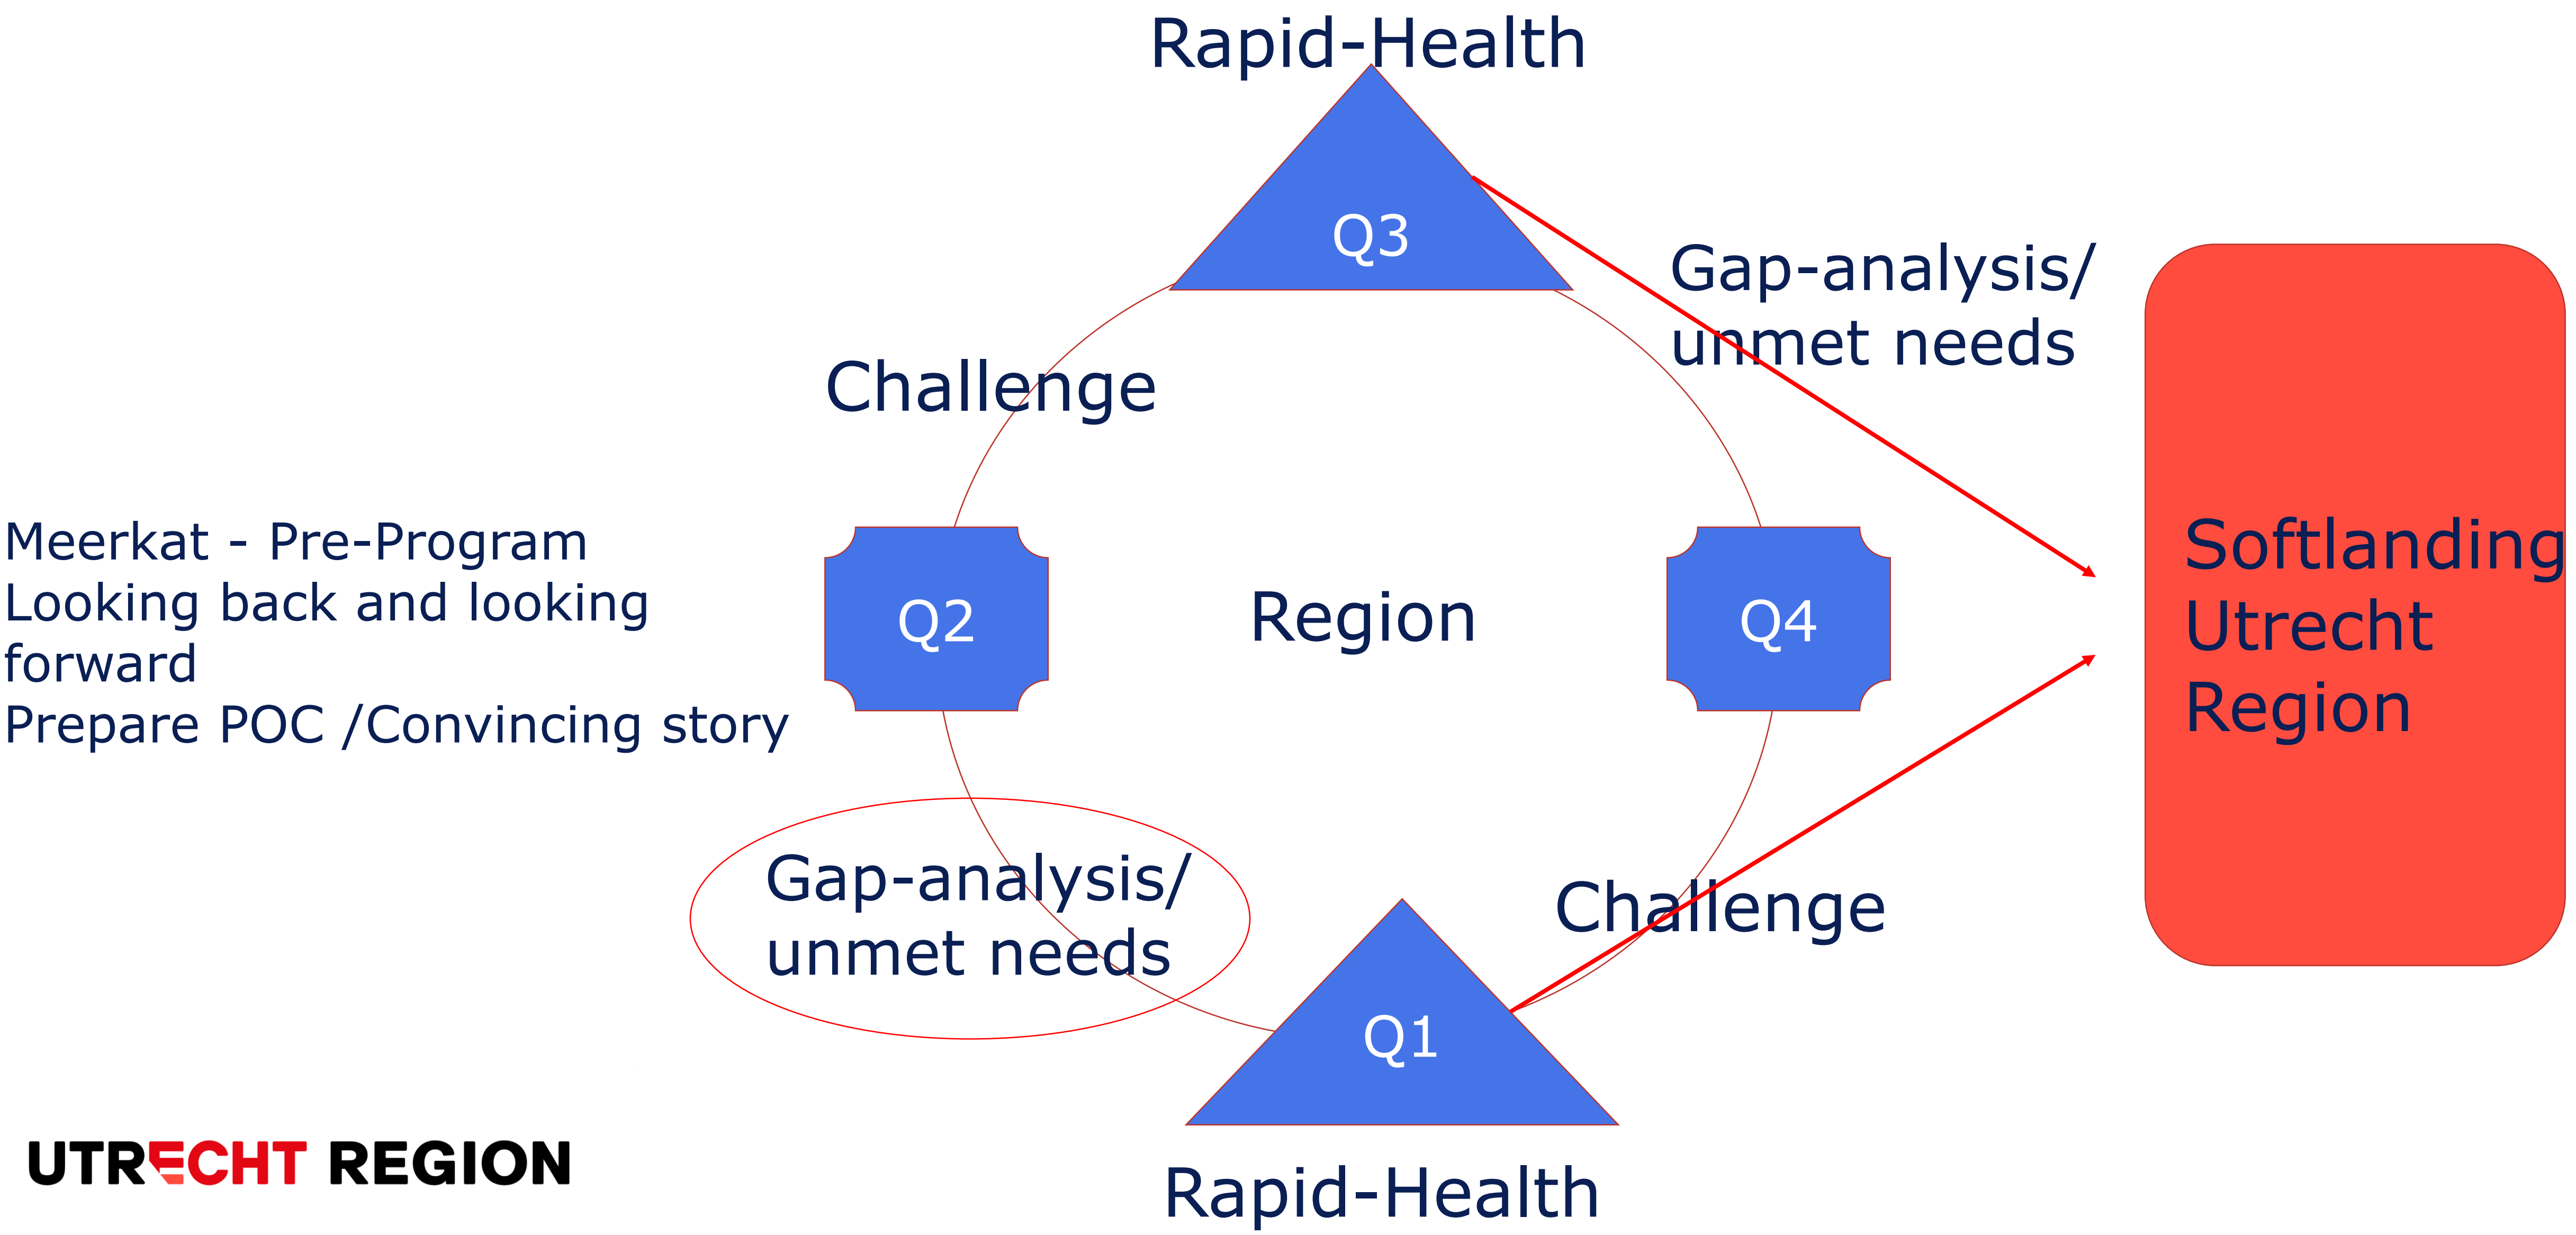 Rapid-Health
Q3
Gap-analysis/
unmet needs
Challenge
Meerkat - Pre-Program
Looking back and looking
forward
Prepare POC /Convincing story
Q2
Region
Q4
Softlanding
Utrecht
Region
Gap-analysis/
unmet needs
Challenge
Q1
Rapid-Health
UTRECHT REGION